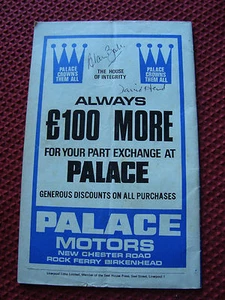 PALACE
CROWNS
THEM ALL
THE HOUSE
OF INTEGRITY
PALACE
CROWNS
THEM ALL
ALWAYS
£100 MORE
FOR YOUR PART EXCHANGE AT
PALACE
GENEROUS DISCOUNTS ON ALL PURCHASES
PALACE
MOTORS
NEW CHESTER ROAD
ROCK FERRY BIRKENHEAD